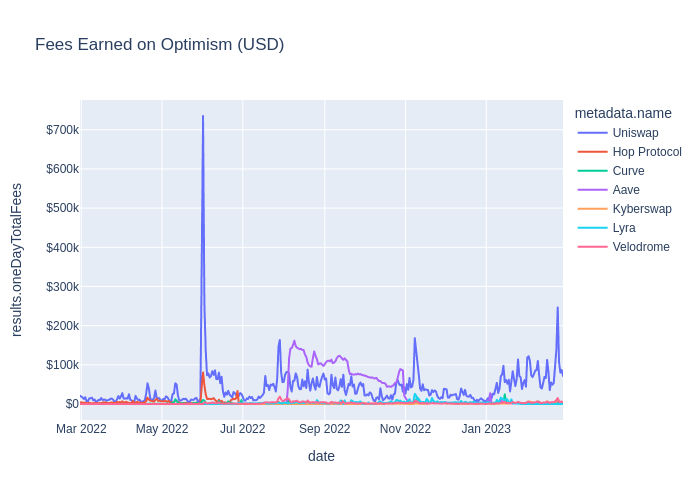 Fees Earned on Optimism (USD)
metadata.name
Uniswap
Hop Protocol
Curve
Aave
Kyberswap
Lyra
Velodrome
$700k
$600k
$500k
$400k
$300k
$200k
$100k
$0
results.oneDayTotalFees
Mar 2022
May 2022
Jul 2022
Sep 2022
Nov 2022
Jan 2023
date